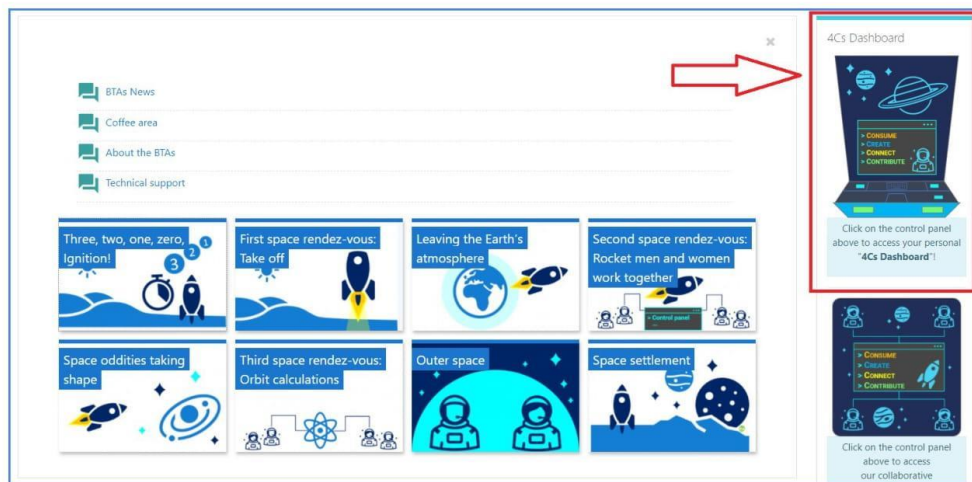 BTAs News
Coffee area
About the BTAs
Technical support
Three, two, one, zero,
Ignition!
3
2
1
First space rendez-vous:
Take off
Leaving the Earth's
atmosphere
Second space rendez-vous:
Rocket men and women
work together
> Control panel
Space oddities taking
shape
Third space rendez-vous:
Orbit calculations
Outer space
Space settlement
4Cs Dashboard
> CONSUME
> CREATE
> CONNECT
> CONTRIBUTE
Click on the control panel
above to access your personal
"4Cs Dashboard"!
> CONSUME
> CREATE
> CONNECT
> CONTRIBUTE
Click on the control panel
above to access
our collaborative